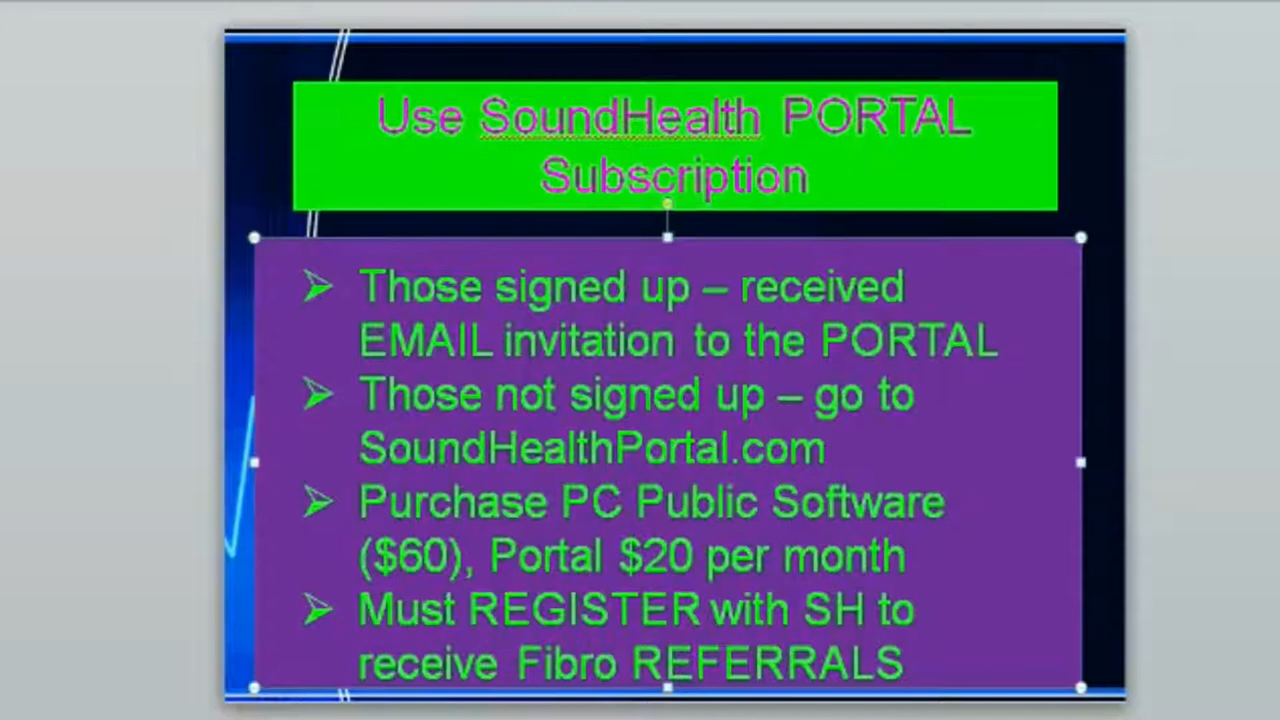 Use SoundHealth PORTAL
Subscription
➢ Those signed up – received
EMAIL invitation to the PORTAL
➢ Those not signed up – go to
SoundHealthPortal.com
➢ Purchase PC Public Software
($60), Portal $20 per month
➢ Must REGISTER with SH to
receive Fibro REFERRALS